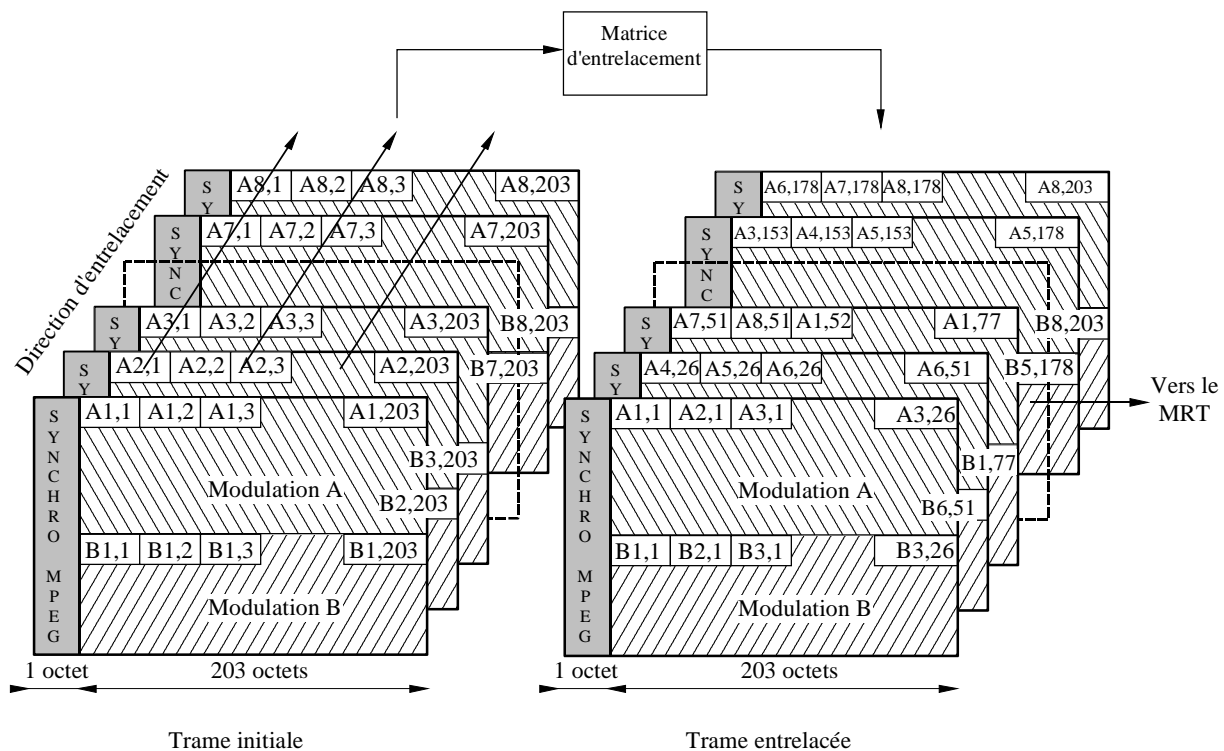 Matrice
d'entrelacement
Direction d'entrelacement
S
Y
A8,1 A8,2 A8,3 A8,203
S
Y
N
C
A7,1 A7,2 A7,3 A7,203
S
Y
A3,1 A3,2 A3,3 A3,203
B8,203
S
Y
A2,1 A2,2 A2,3 A2,203
B7,203
S
Y
N
C
H
R
O
M
P
E
G
A1,1 A1,2 A1,3 A1,203
B3,203
Modulation A
B2,203
B1,1 B1,2 B1,3 B1,203
Modulation B
1 octet
203 octets
Trame initiale
S
Y
A6,178 A7,178 A8,178 A8,203
S
Y
N
C
A3,153 A4,153 A5,153 A5,178
S
Y
A7,51 A8,51 A1,52 A1,77
B8,203
S
Y
A4,26 A5,26 A6,26 A6,51
B5,178
S
Y
N
C
H
R
O
M
P
E
G
A1,1 A2,1 A3,1 A3,26
B1,77
Modulation A
B6,51
B1,1 B2,1 B3,1 B3,26
Modulation B
1 octet
203 octets
Trame entrelacée
Vers le
MRT